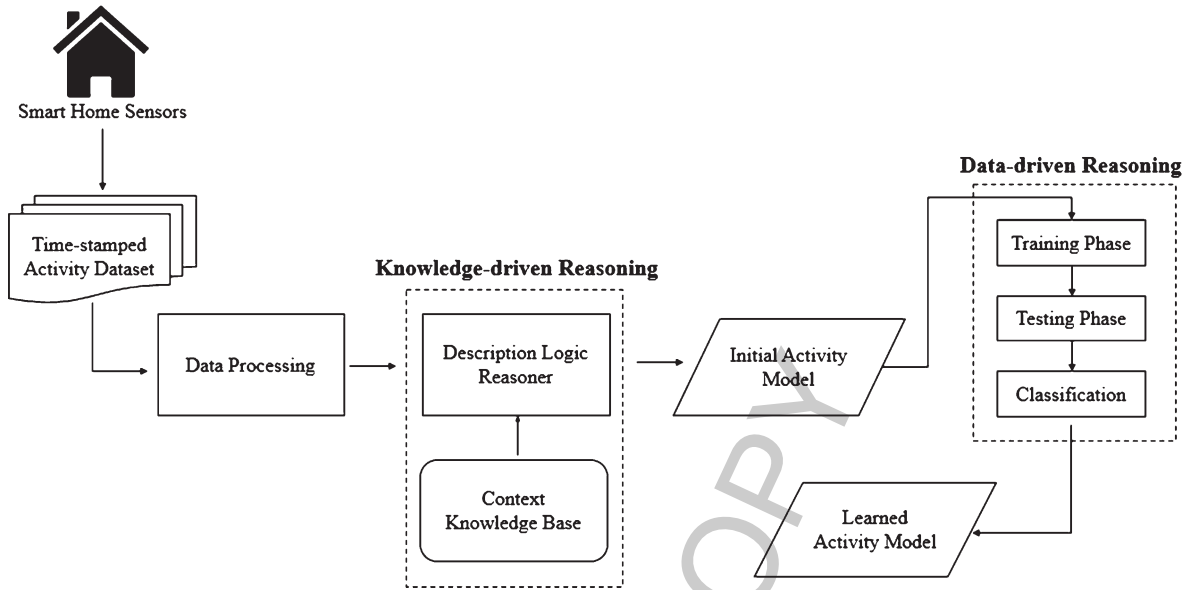 Smart Home Sensors
Time-stamped
Activity Dataset
Data Processing
Knowledge-driven Reasoning
Description Logic
Reasoner
Context
Knowledge Base
Initial Activity
Model
Data-driven Reasoning
Training Phase
Testing Phase
Classification
Learned
Activity Model
OPY